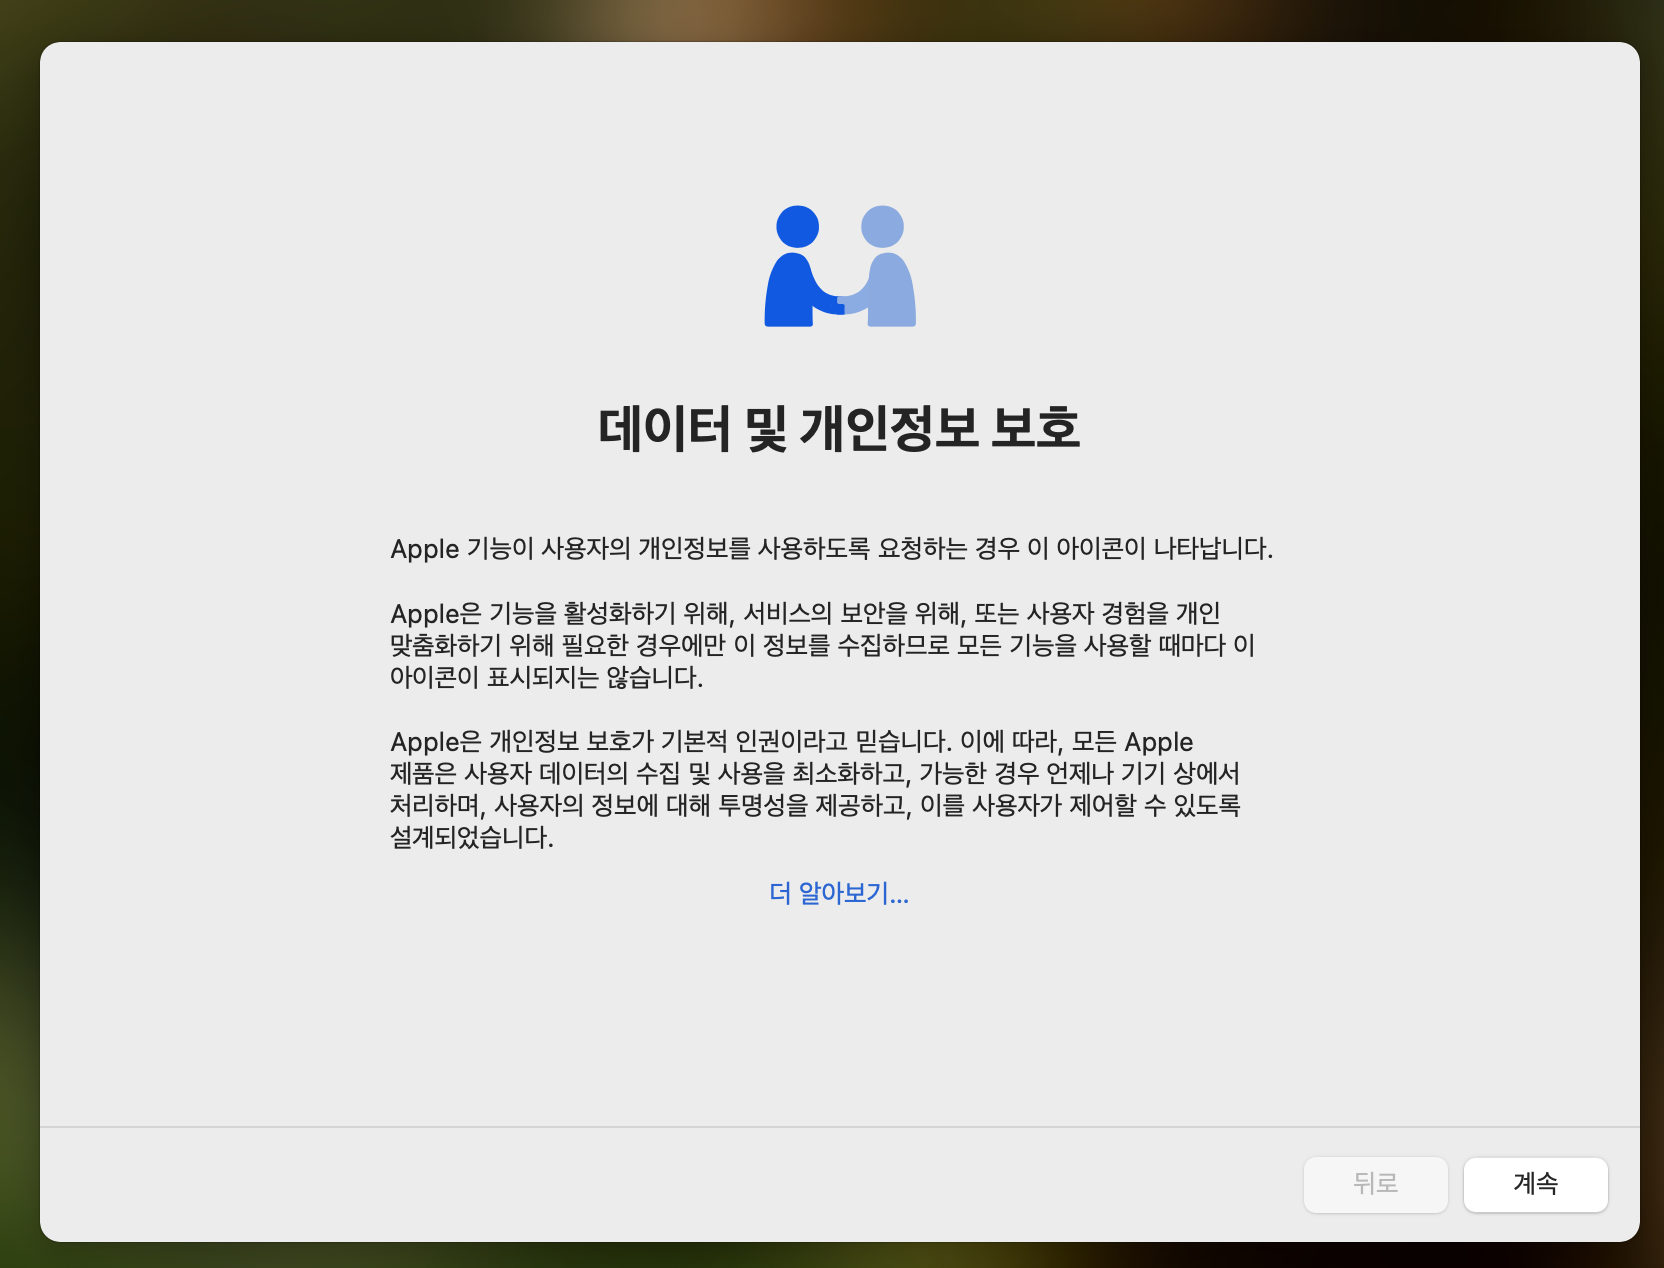 데이터 및 개인정보 보호
Apple 기능이 사용자의 개인정보를 사용하도록 요청하는 경우 이 아이콘이 나타납니다.
Apple은 기능을 활성화하기 위해, 서비스의 보안을 위해, 또는 사용자 경험을 개인
맞춤화하기 위해 필요한 경우에만 이 정보를 수집하므로 모든 기능을 사용할 때마다 이
아이콘이 표시되지는 않습니다.
Apple은 개인정보 보호가 기본적 인권이라고 믿습니다. 이에 따라, 모든 Apple
제품은 사용자 데이터의 수집 및 사용을 최소화하고, 가능한 경우 언제나 기기 상에서
처리하며, 사용자의 정보에 대해 투명성을 제공하고, 이를 사용자가 제어할 수 있도록
설계되었습니다.
더 알아보기...
뒤로
계속